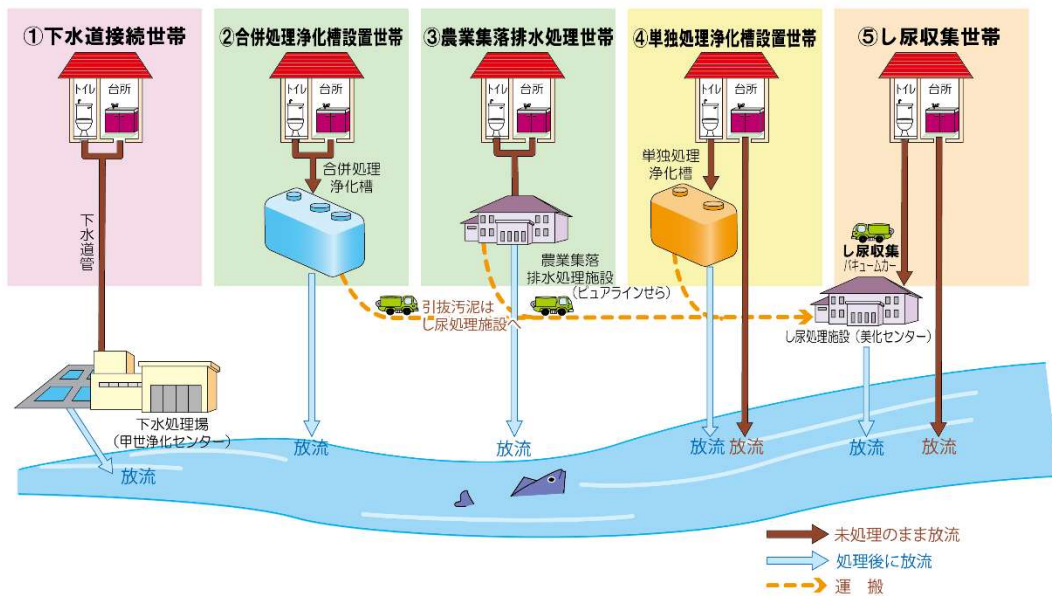 ①下水道接続世帯
②合併処理浄化槽設置世帯
③農業集落排水処理世帯
④単独処理浄化槽設置世帯
⑤し尿収集世帯
トイレ
台所
トイレ
台所
トイレ
台所
トイレ
台所
トイレ
台所
下水道管
合併処理
浄化槽
単独処理
浄化槽
農業集落
排水処理施設
(ピュアラインせら)
し尿収集
バキュームカー
引抜汚泥は
し尿処理施設へ
し尿処理施設(美化センター)
下水処理場
(甲世浄化センター)
放流
放流
放流
放流
放流
放流
放流
未処理のまま放流
処理後に放流
運 搬